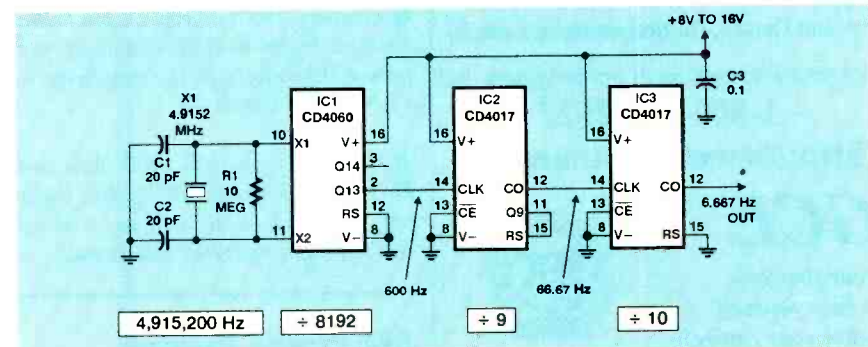 +8V TO 16V
X1
4.9152
MHz
C1
20 pF
C2
20 pF
R1
10
MEG
10
11
IC1
CD4060
X1
X2
V+
Q14
Q13
RS
V−
16
3
2
12
8
600 Hz
IC2
CD4017
16
14
13
8
V+
CLK
CE
V−
CO
Q9
RS
12
11
15
66.67 Hz
IC3
CD4017
16
14
13
8
V+
CLK
CE
V−
CO
RS
12
15
C3
0.1
6.667 Hz
OUT
4,915,200 Hz
÷ 8192
÷ 9
÷ 10